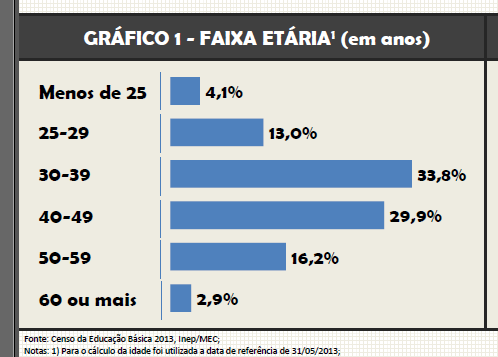 GRÁFICO 1 - FAIXA ETÁRIA¹ (em anos)
Menos de 25 4,1%
25-29 13,0%
30-39 33,8%
40-49 29,9%
50-59 16,2%
60 ou mais 2,9%
Fonte: Censo da Educação Básica 2013, Inep/MEC;
Notas: 1) Para o cálculo da idade foi utilizada a data de referência de 31/05/2013;